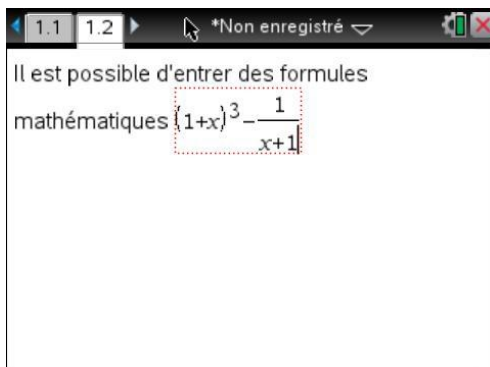 1.1 1.2 *Non enregistré
Il est possible d'entrer des formules
mathématiques (1+x)³ − 1/(x+1)